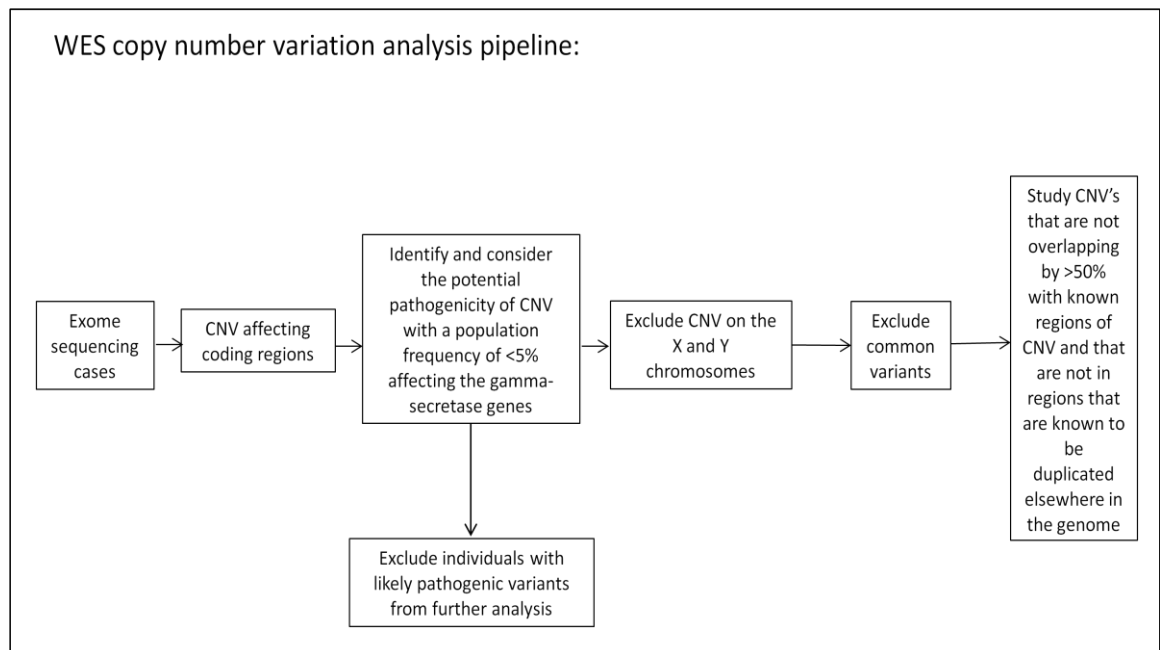 WES copy number variation analysis pipeline:
Exome
sequencing
cases
CNV affecting
coding regions
Identify and consider
the potential
pathogenicity of CNV
with a population
frequency of <5%
affecting the gamma-
secretase genes
Exclude individuals with
likely pathogenic variants
from further analysis
Exclude CNV on the
X and Y
chromosomes
Exclude
common
variants
Study CNV's
that are not
overlapping
by >50%
with known
regions of
CNV and that
are not in
regions that
are known to
be
duplicated
elsewhere in
the genome